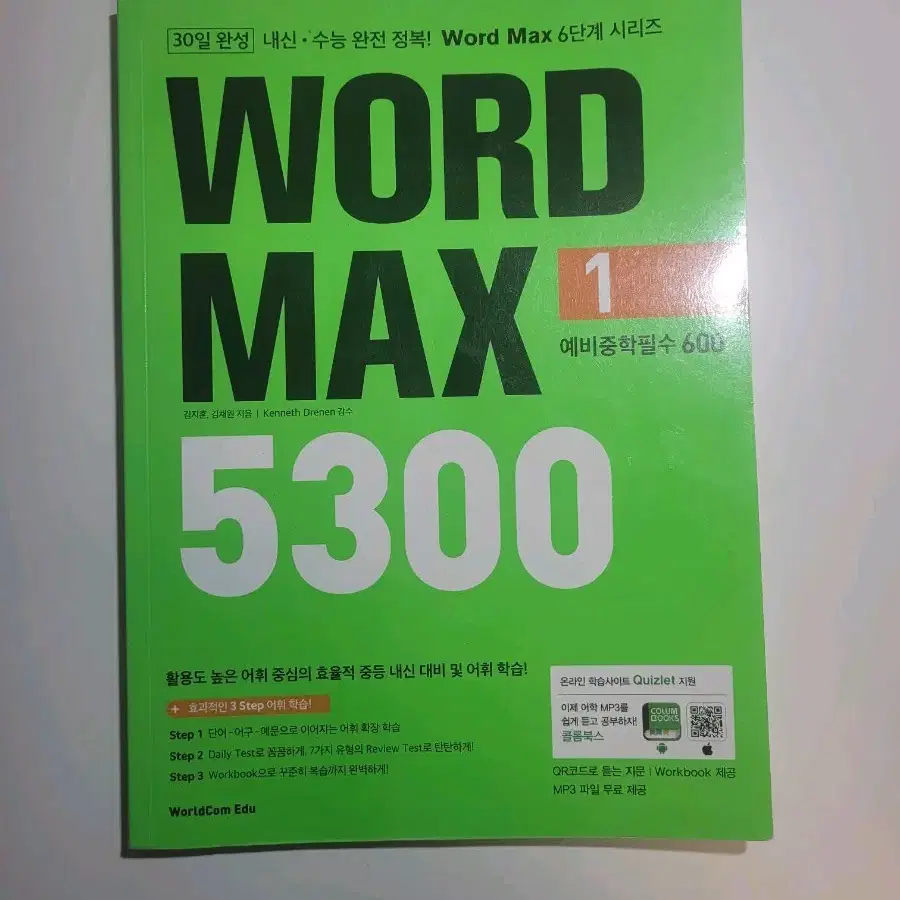 30일 완성 내신·수능 완전 정복! Word Max 6단계 시리즈
WORD
MAX
1
예비중학필수 600
김지훈, 김채원 지음 | Kenneth Drenen 감수
5300
활용도 높은 어휘 중심의 효율적 중등 내신 대비 및 어휘 학습!
+ 효과적인 3 Step 어휘 학습!
Step 1 단어 - 어구 - 예문으로 이어지는 어휘 확장 학습
Step 2 Daily Test로 꼼꼼하게, 7가지 유형의 Review Test로 탄탄하게!
Step 3 Workbook으로 꾸준히 복습까지 완벽하게!
WorldCom Edu
온라인 학습사이트 Quizlet 지원
이제 어학 MP3를
쉽게 듣고 공부하자!
콜롬북스
COLUM
BOOKS
QR코드로 듣는 지문 | Workbook 제공
MP3 파일 무료 제공